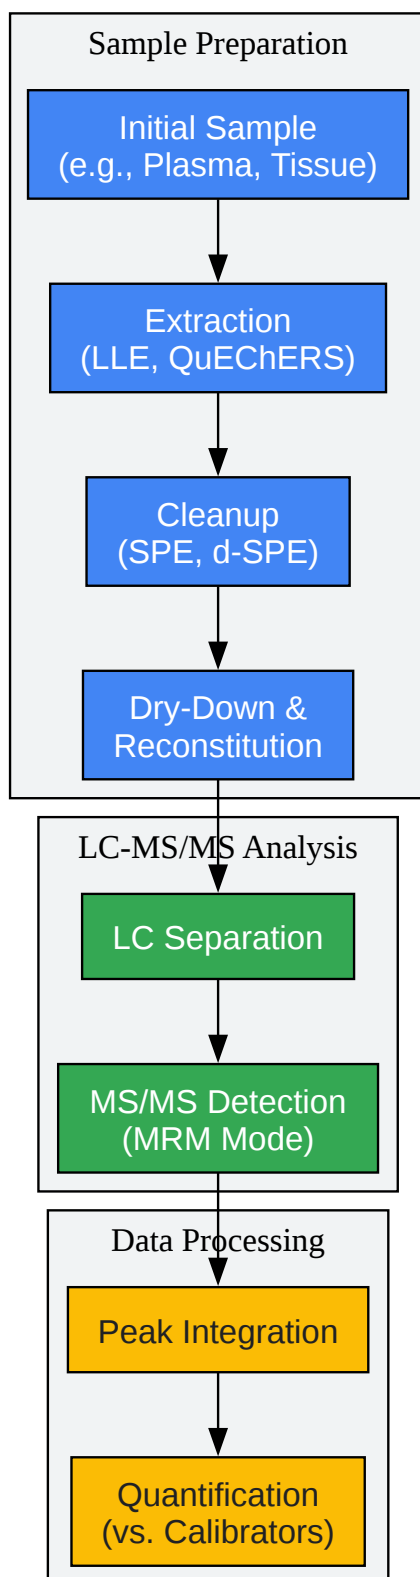 Sample Preparation
Initial Sample
(e.g., Plasma, Tissue)
Extraction
(LLE, QuEChERS)
Cleanup
(SPE, d-SPE)
Dry-Down &
Reconstitution
LC-MS/MS Analysis
LC Separation
MS/MS Detection
(MRM Mode)
Data Processing
Peak Integration
Quantification
(vs. Calibrators)